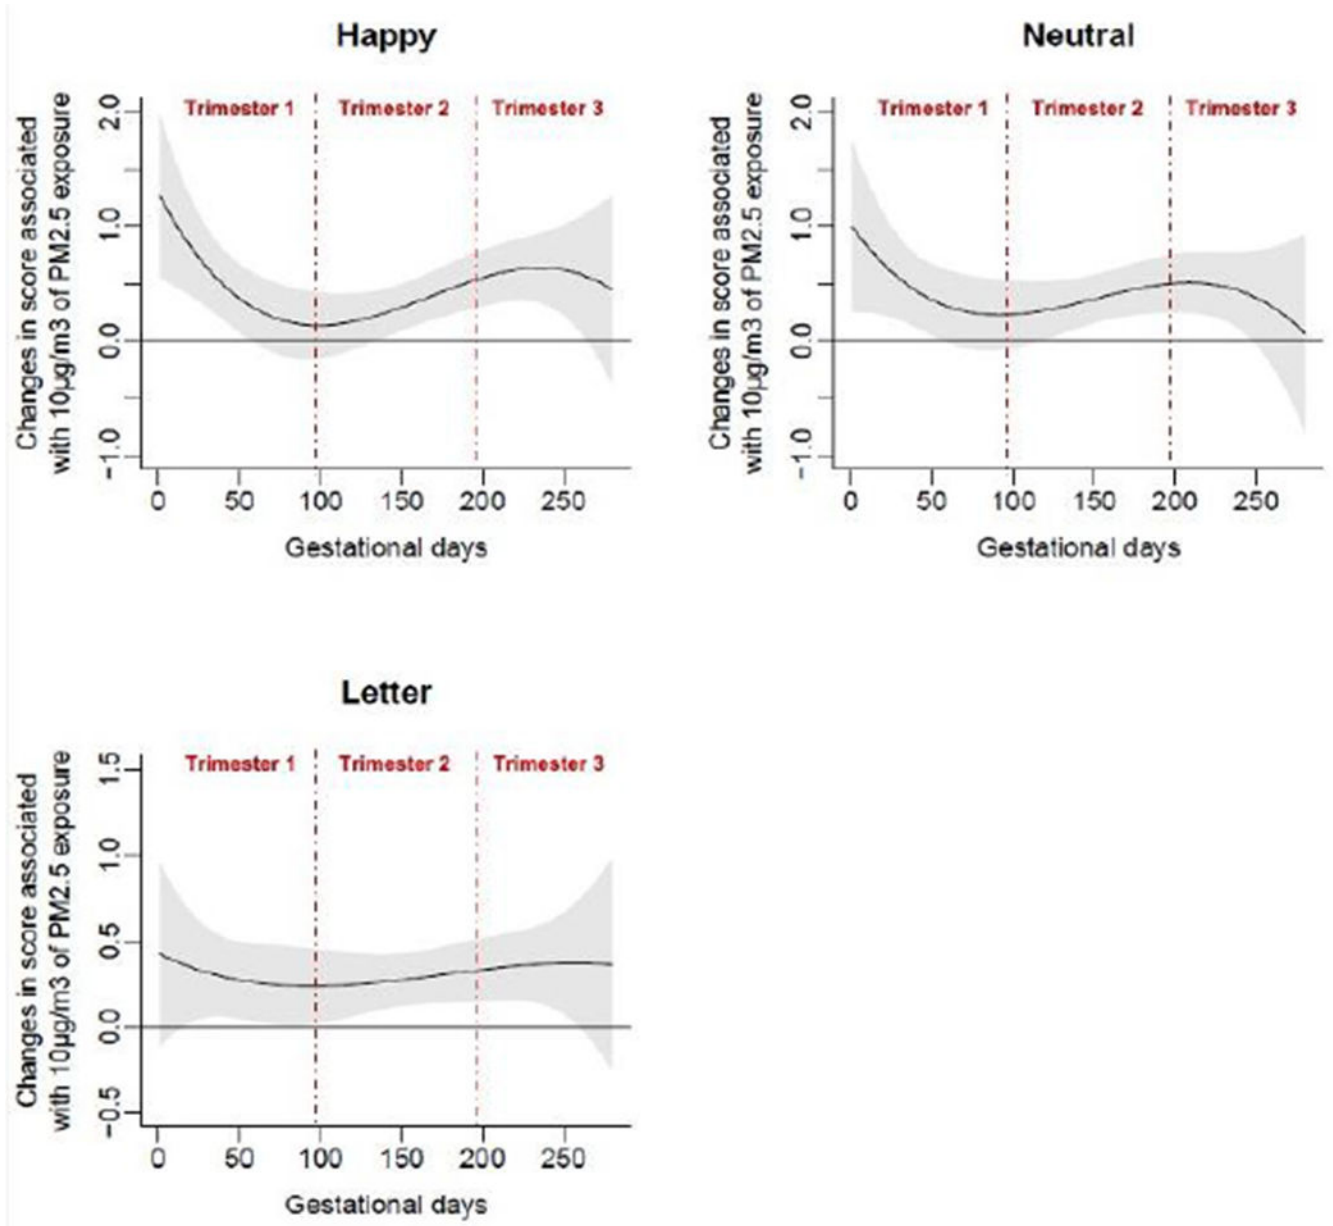 Happy
Changes in score associated
with 10µg/m3 of PM2.5 exposure
2.0
1.0
0.0
−1.0
Trimester 1 Trimester 2 Trimester 3
0 50 100 150 200 250
Gestational days
Neutral
Changes in score associated
with 10µg/m3 of PM2.5 exposure
2.0
1.0
0.0
−1.0
Trimester 1 Trimester 2 Trimester 3
0 50 100 150 200 250
Gestational days
Letter
Changes in score associated
with 10µg/m3 of PM2.5 exposure
1.5
1.0
0.5
0.0
−0.5
Trimester 1 Trimester 2 Trimester 3
0 50 100 150 200 250
Gestational days